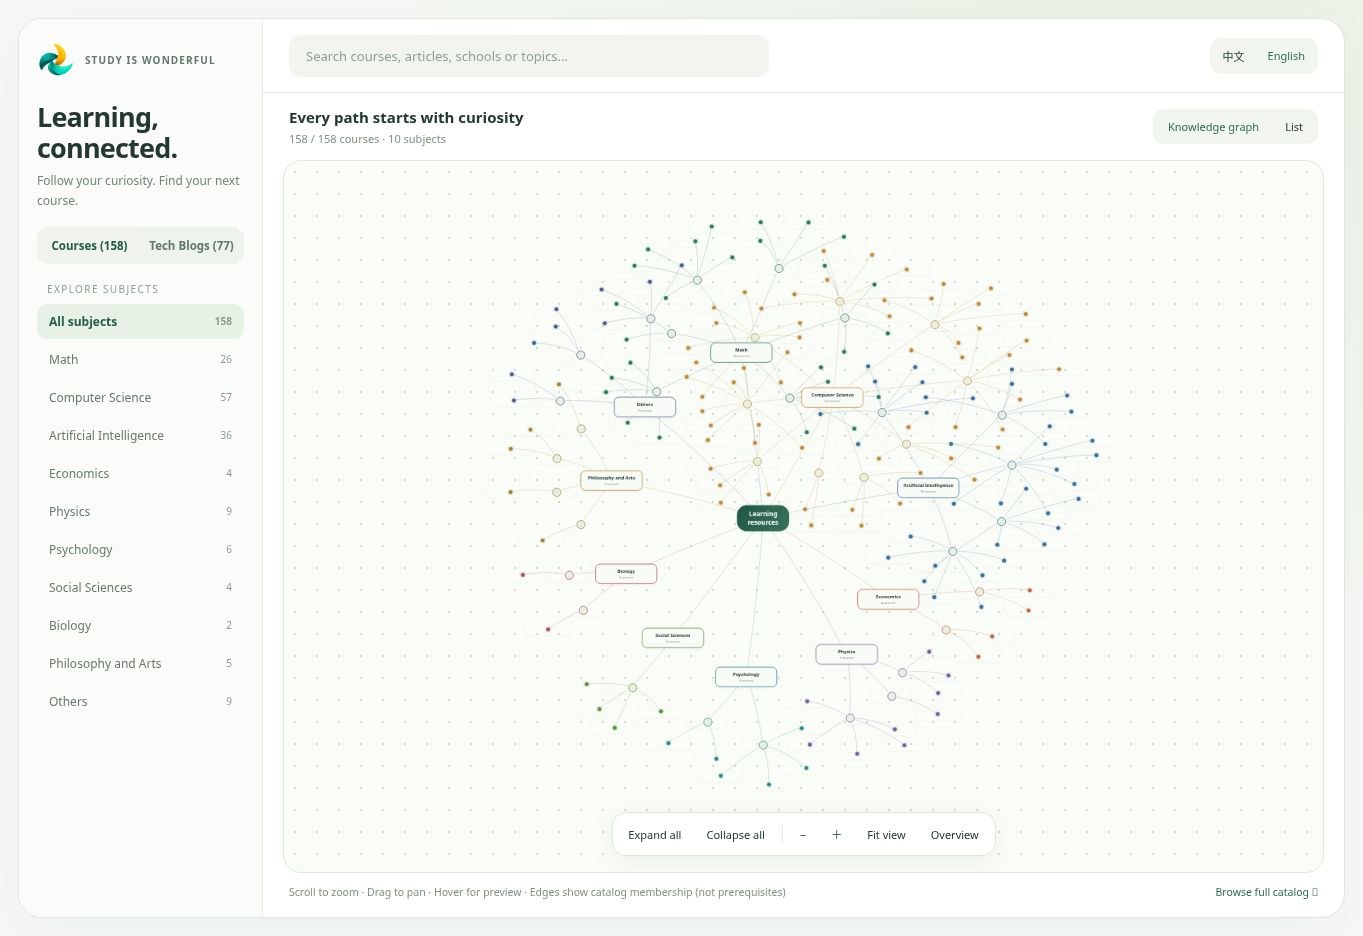 STUDY IS WONDERFUL
Learning,
connected.
Follow your curiosity. Find your next
course.
Courses (158)
Tech Blogs (77)
EXPLORE SUBJECTS
All subjects 158
Math 26
Computer Science 57
Artificial Intelligence 36
Economics 4
Physics 9
Psychology 6
Social Sciences 4
Biology 2
Philosophy and Arts 5
Others 9
Search courses, articles, schools or topics...
中文
English
Every path starts with curiosity
158 / 158 courses · 10 subjects
Knowledge graph
List
Math
Computer Science
Others
Philosophy and Arts
Artificial Intelligence
Learning
resources
Biology
Economics
Social Sciences
Physics
Psychology
Expand all
Collapse all
–
+
Fit view
Overview
Scroll to zoom · Drag to pan · Hover for preview · Edges show catalog membership (not prerequisites)
Browse full catalog